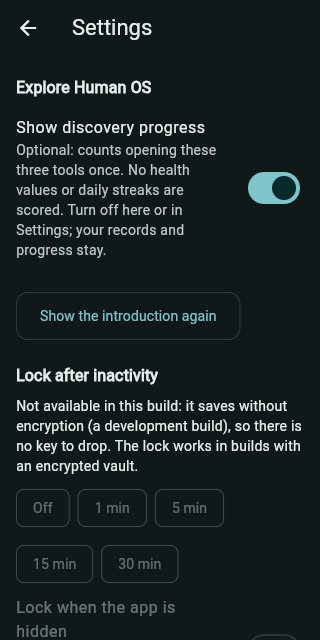 Settings
Explore Human OS
Show discovery progress
Optional: counts opening these
three tools once. No health
values or daily streaks are
scored. Turn off here or in
Settings; your records and
progress stay.
Show the introduction again
Lock after inactivity
Not available in this build: it saves without
encryption (a development build), so there is
no key to drop. The lock works in builds with
an encrypted vault.
Off 1 min 5 min
15 min 30 min
Lock when the app is
hidden